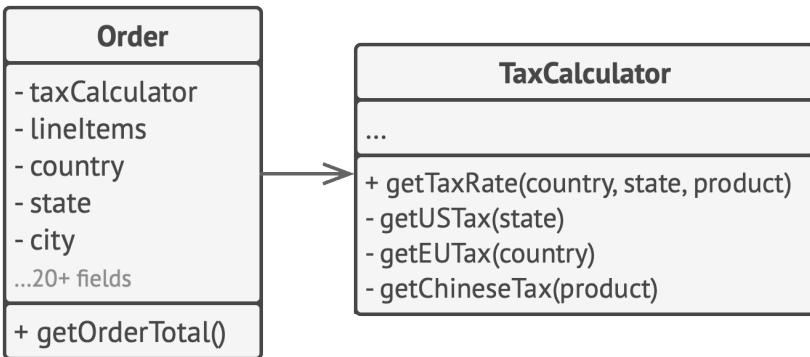 Order
- taxCalculator
- lineItems
- country
- state
- city
...20+ fields
+ getOrderTotal()
TaxCalculator
...
+ getTaxRate(country, state, product)
- getUSTax(state)
- getEUTax(country)
- getChineseTax(product)